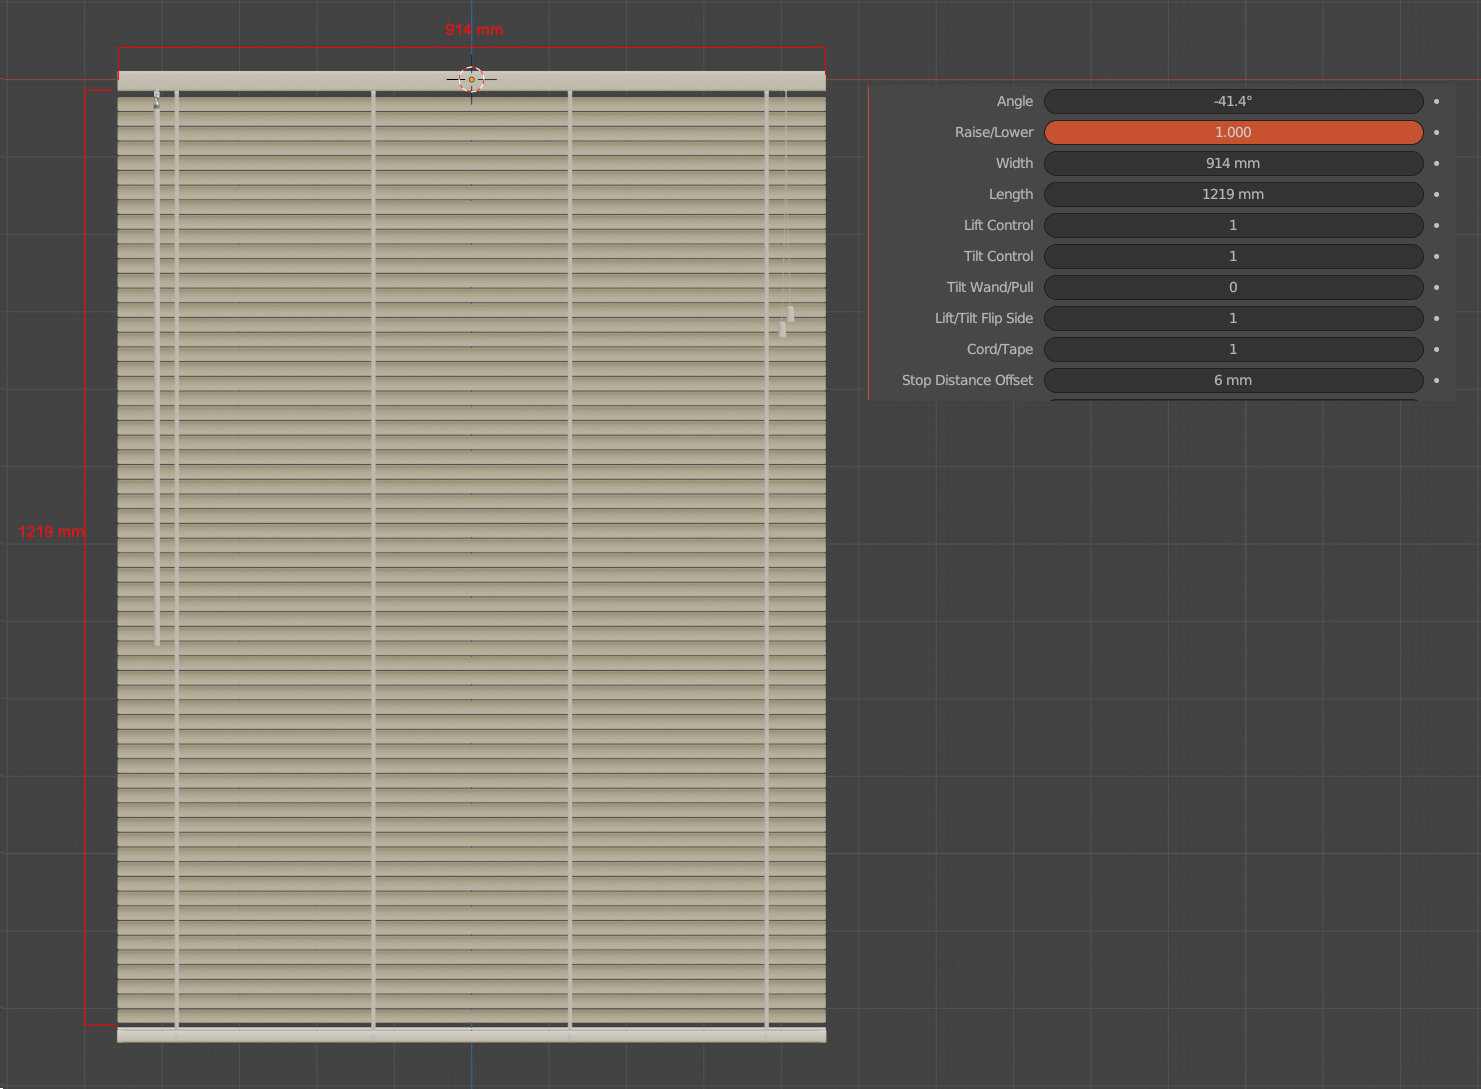 914 mm
Angle -41.4°
Raise/Lower 1.000
Width 914 mm
Length 1219 mm
Lift Control 1
Tilt Control 1
Tilt Wand/Pull 0
Lift/Tilt Flip Side 1
Cord/Tape 1
Stop Distance Offset 6 mm
1219 mm